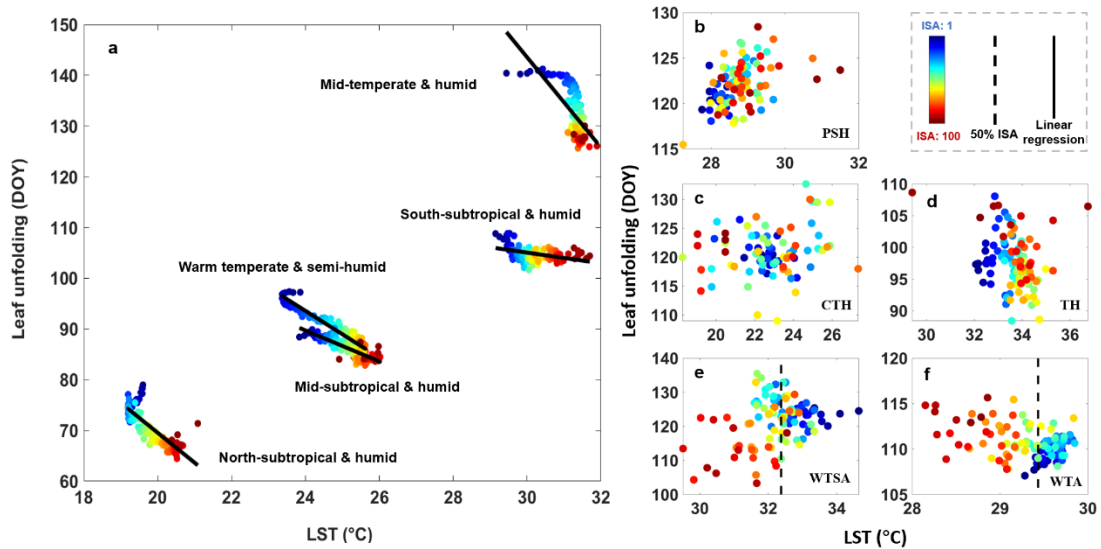 a
150
140
130
120
110
100
90
80
70
60
18
20
22
24
26
28
30
32
Leaf unfolding (DOY)
LST (°C)
Mid-temperate & humid
South-subtropical & humid
Warm temperate & semi-humid
Mid-subtropical & humid
North-subtropical & humid
b
130
125
120
115
28
30
32
PSH
ISA: 1
ISA: 100
50% ISA
Linear
regression
Leaf unfolding (DOY)
c
130
125
120
115
110
20
22
24
26
CTH
d
110
105
100
95
90
30
32
34
36
TH
e
140
130
120
110
100
30
32
34
WTSA
f
120
115
110
105
28
29
30
WTA
LST (°C)